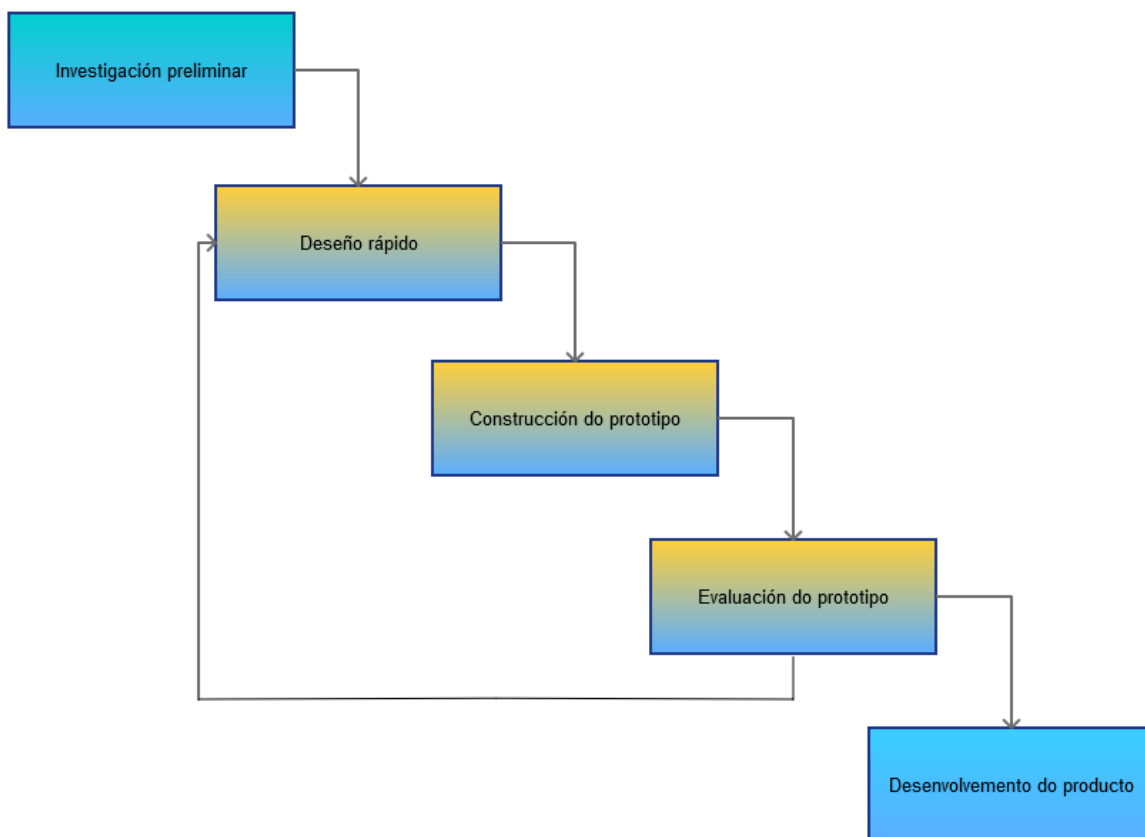 Investigación preliminar
Deseño rápido
Construcción do prototipo
Evaluación do prototipo
Desenvolvemento do producto